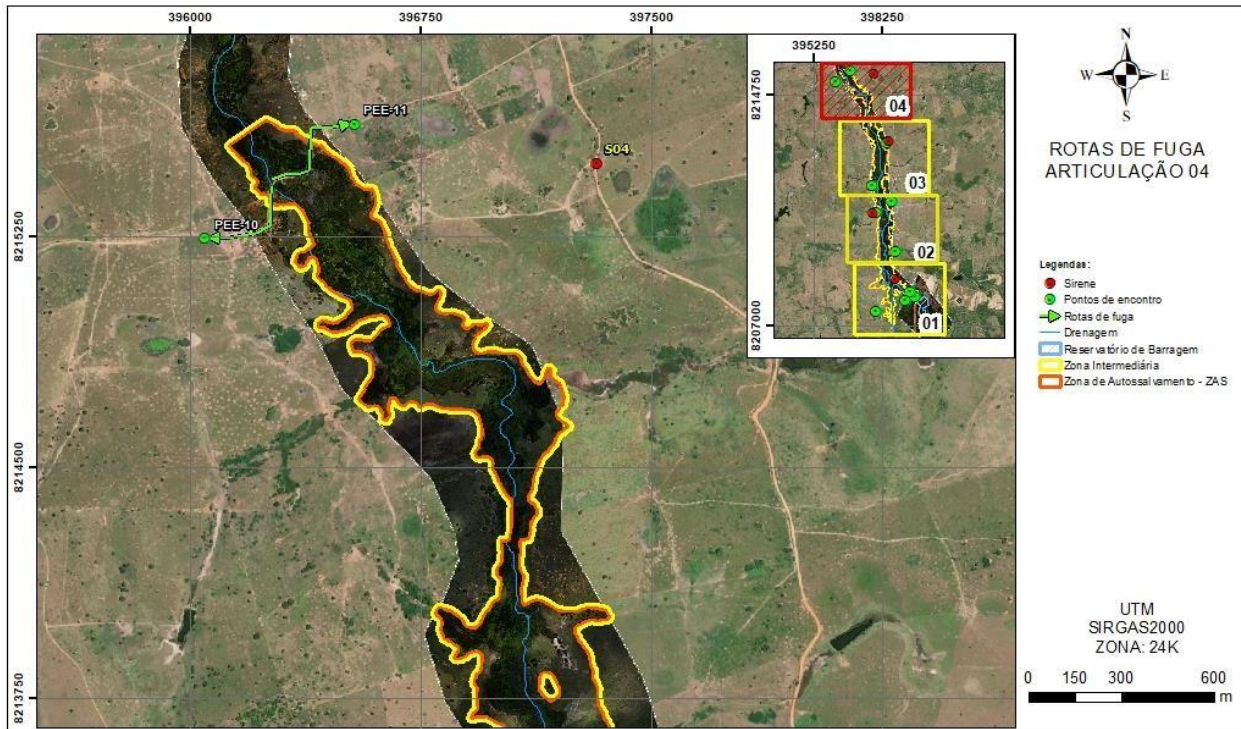 396000
396750
397500
398250
8215250
8214500
8213750
PEE-11
S04
PEE-10
395250
8214750
8207000
04
03
02
01
N
W
E
S
ROTAS DE FUGA
ARTICULAÇÃO 04
Legendas:
Sirene
Pontos de encontro
Rotas de fuga
Drenagem
Reservatório de Barragem
Zona Intermediária
Zona de Autossalvamento - ZAS
UTM
SIRGAS2000
ZONA: 24K
0 150 300 600
m